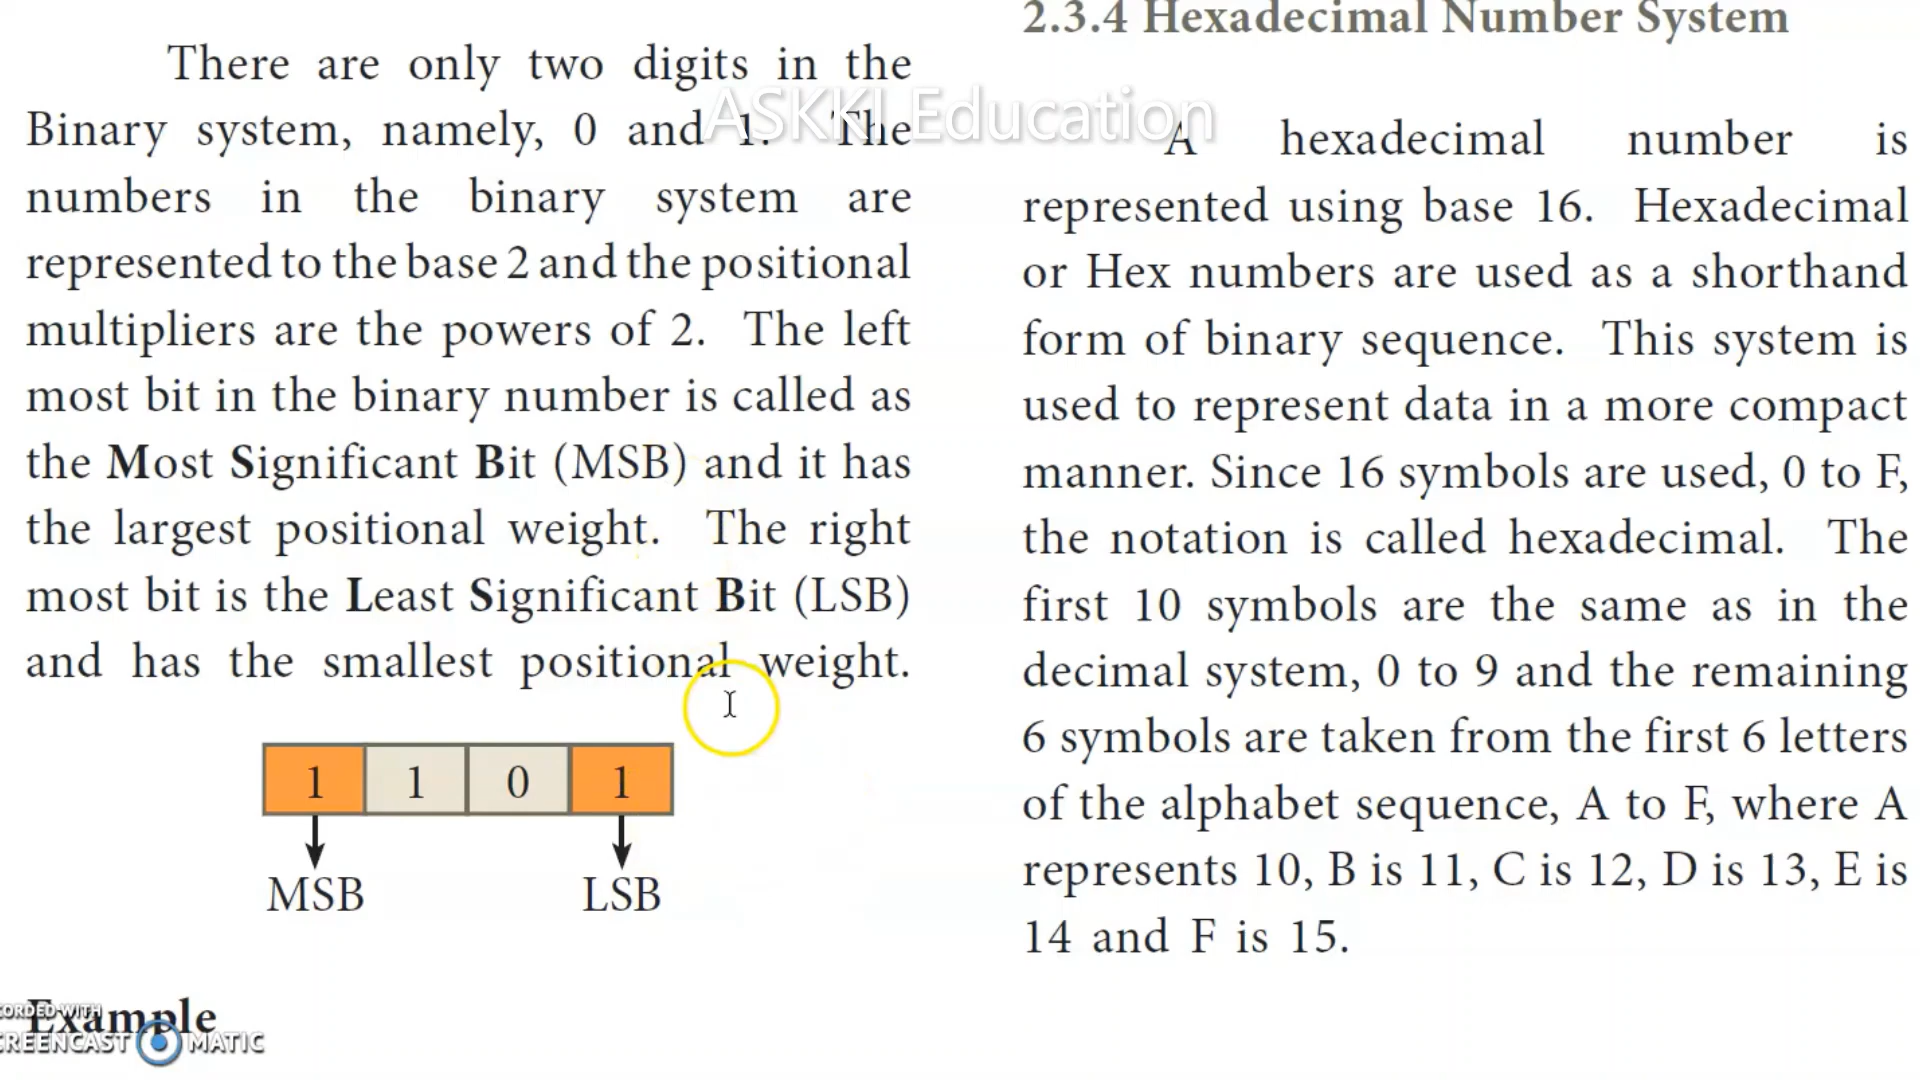 There are only two digits in the
Binary system, namely, 0 and 1. The
numbers in the binary system are
represented to the base 2 and the positional
multipliers are the powers of 2. The left
most bit in the binary number is called as
the Most Significant Bit (MSB) and it has
the largest positional weight. The right
most bit is the Least Significant Bit (LSB)
and has the smallest positional weight.
1 1 0 1
MSB LSB
Example
2.3.4 Hexadecimal Number System
ASKKI Education
A hexadecimal number is
represented using base 16. Hexadecimal
or Hex numbers are used as a shorthand
form of binary sequence. This system is
used to represent data in a more compact
manner. Since 16 symbols are used, 0 to F,
the notation is called hexadecimal. The
first 10 symbols are the same as in the
decimal system, 0 to 9 and the remaining
6 symbols are taken from the first 6 letters
of the alphabet sequence, A to F, where A
represents 10, B is 11, C is 12, D is 13, E is
14 and F is 15.
CORDED WITH
CREENCAST MATIC